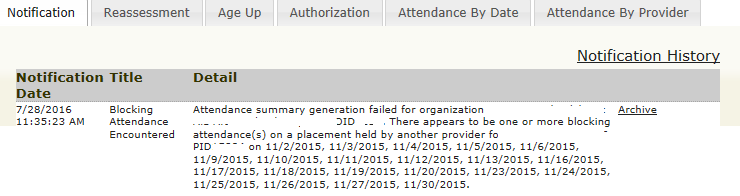 Notification Reassessment Age Up Authorization Attendance By Date Attendance By Provider
Notification History
Notification Title Detail
Date
7/28/2016 Blocking Attendance summary generation failed for organization : Archive
11:35:23 AM Attendance . There appears to be one or more blocking
Encountered attendance(s) on a placement held by another provider fo
PID on 11/2/2015, 11/3/2015, 11/4/2015, 11/5/2015, 11/6/2015,
11/9/2015, 11/10/2015, 11/11/2015, 11/12/2015, 11/13/2015, 11/16/2015,
11/17/2015, 11/18/2015, 11/19/2015, 11/20/2015, 11/23/2015, 11/24/2015,
11/25/2015, 11/26/2015, 11/27/2015, 11/30/2015.